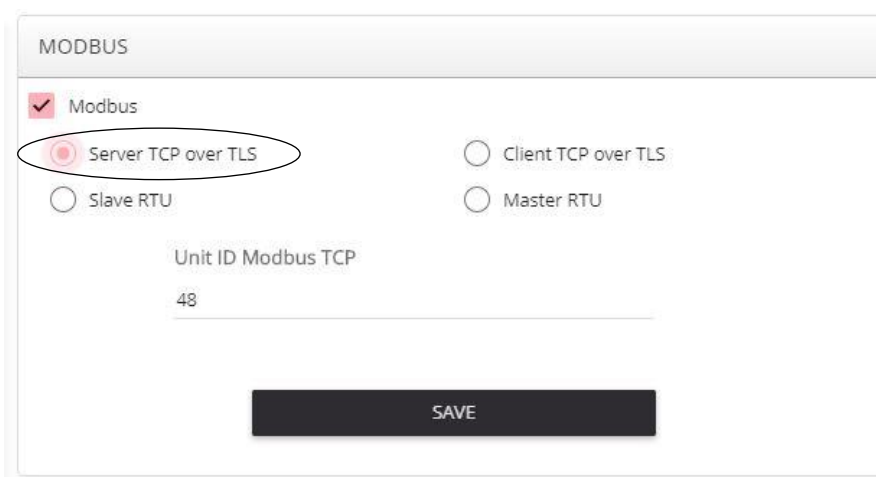 MODBUS
Modbus
Server TCP over TLS
Client TCP over TLS
Slave RTU
Master RTU
Unit ID Modbus TCP
48
SAVE